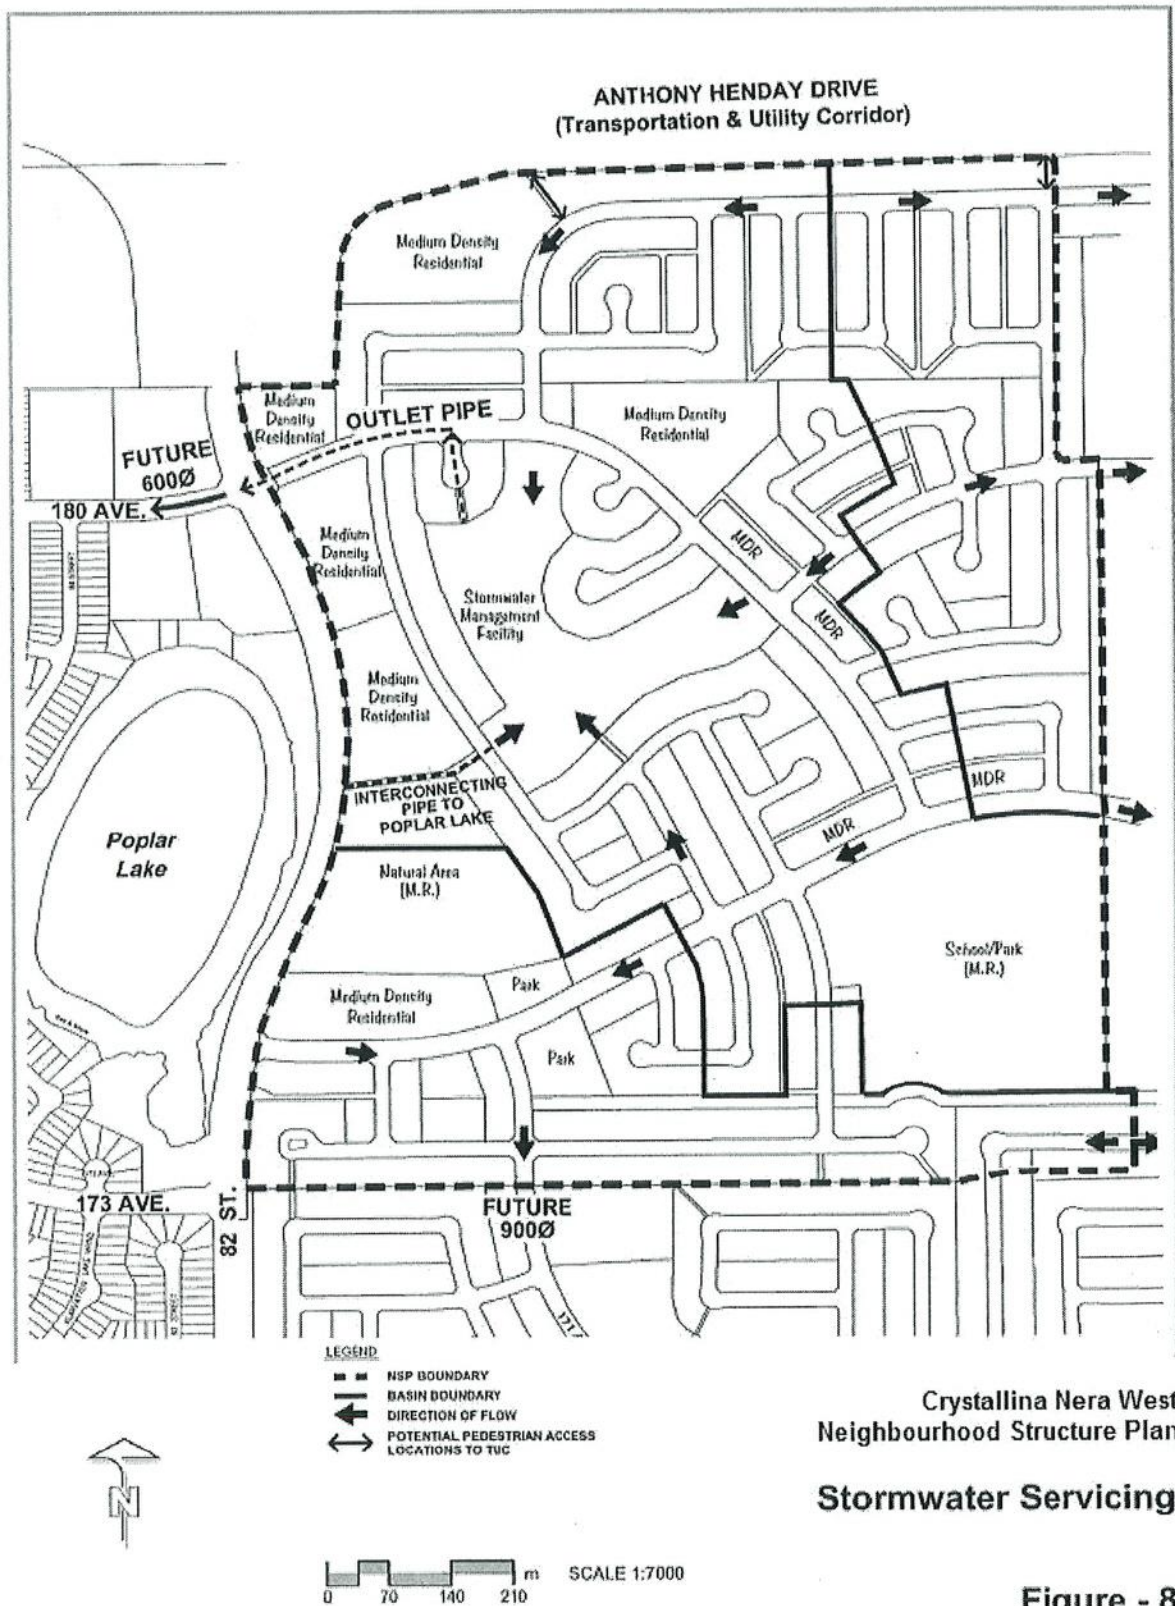 ANTHONY HENDAY DRIVE
(Transportation & Utility Corridor)
Medium Density
Residential
Medium
Density
Residential
OUTLET PIPE
Medium Density
Residential
FUTURE
600Ø
180 AVE.
MDR
Medium
Density
Residential
Stormwater
Management
Facility
MDR
Medium
Density
Residential
MDR
INTERCONNECTING
PIPE TO
POPLAR LAKE
MDR
Poplar
Lake
Natural Area
(M.R.)
School/Park
(M.R.)
Park
Medium Density
Residential
Park
173 AVE.
82 ST.
FUTURE
900Ø
LEGEND
NSP BOUNDARY
BASIN BOUNDARY
DIRECTION OF FLOW
POTENTIAL PEDESTRIAN ACCESS
LOCATIONS TO TUC
Crystallina Nera West
Neighbourhood Structure Plan
N
Stormwater Servicing
m SCALE 1:7000
0 70 140 210
Figure - 8